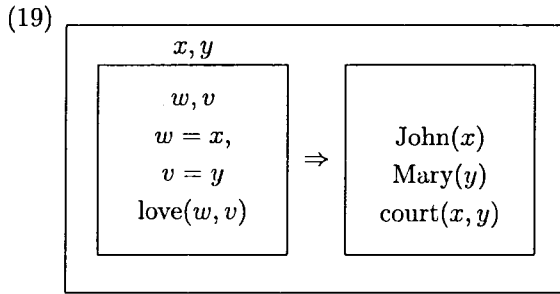 (19)
x, y
w, v
w = x,
v = y
love(w, v)
⇒
John(x)
Mary(y)
court(x, y)